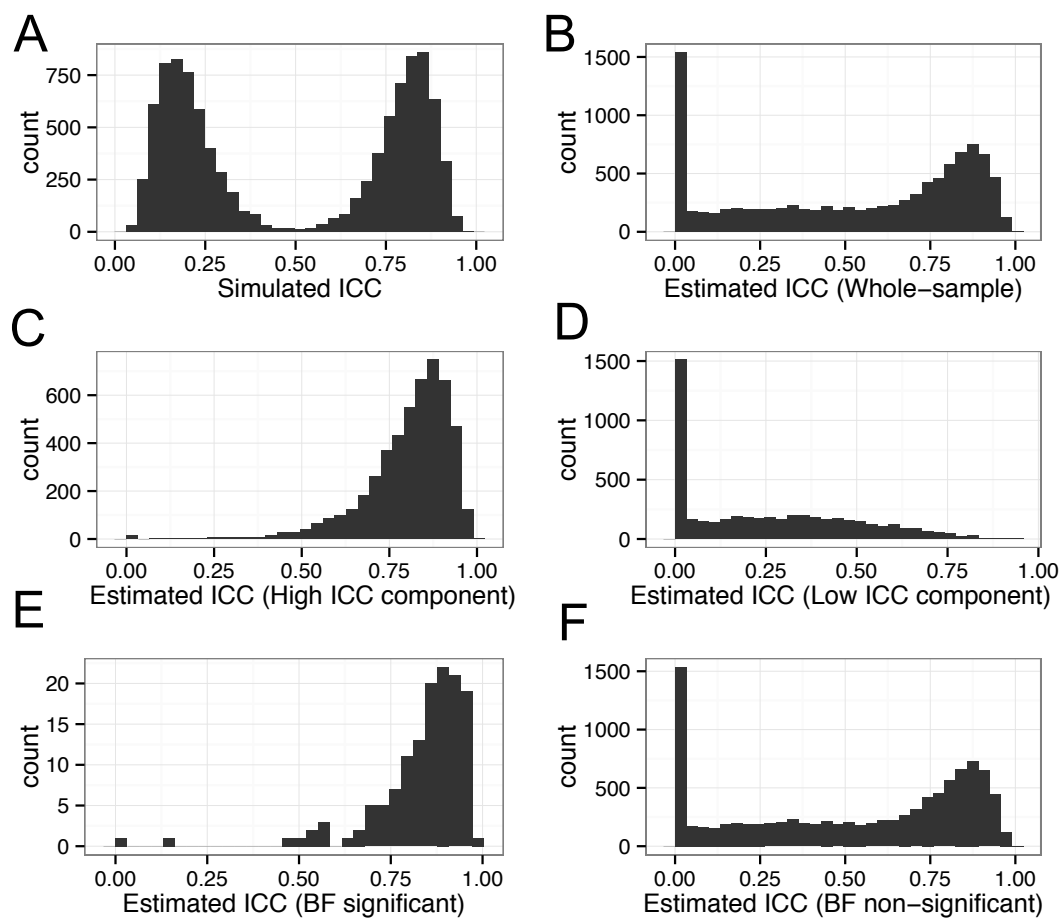 A
B
750
500
250
0
count
0.00 0.25 0.50 0.75 1.00
Simulated ICC
1500
1000
500
0
count
0.00 0.25 0.50 0.75 1.00
Estimated ICC (Whole−sample)
C
D
600
400
200
0
count
0.00 0.25 0.50 0.75 1.00
Estimated ICC (High ICC component)
1500
1000
500
0
count
0.00 0.25 0.50 0.75 1.00
Estimated ICC (Low ICC component)
E
F
20
15
10
5
0
count
0.00 0.25 0.50 0.75 1.00
Estimated ICC (BF significant)
1500
1000
500
0
count
0.00 0.25 0.50 0.75 1.00
Estimated ICC (BF non−significant)